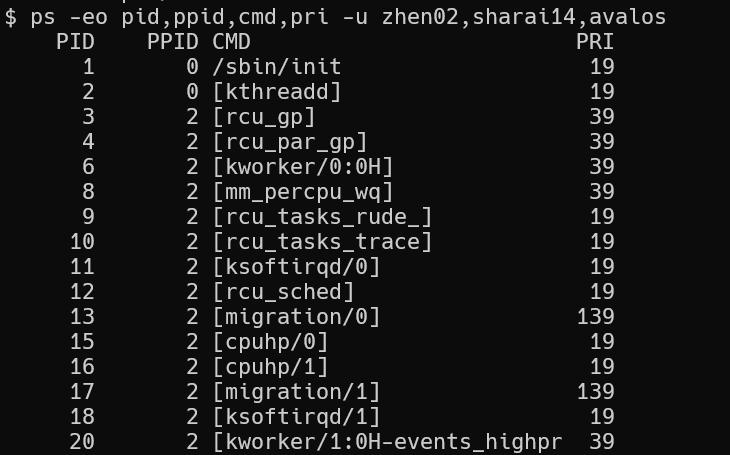 $ ps -eo pid,ppid,cmd,pri -u zhen02,sharai14,avalos
PID PPID CMD PRI
1 0 /sbin/init 19
2 0 [kthreadd] 19
3 2 [rcu_gp] 39
4 2 [rcu_par_gp] 39
6 2 [kworker/0:0H] 39
8 2 [mm_percpu_wq] 39
9 2 [rcu_tasks_rude_] 19
10 2 [rcu_tasks_trace] 19
11 2 [ksoftirqd/0] 19
12 2 [rcu_sched] 19
13 2 [migration/0] 139
15 2 [cpuhp/0] 19
16 2 [cpuhp/1] 19
17 2 [migration/1] 139
18 2 [ksoftirqd/1] 19
20 2 [kworker/1:0H-events_highpr 39